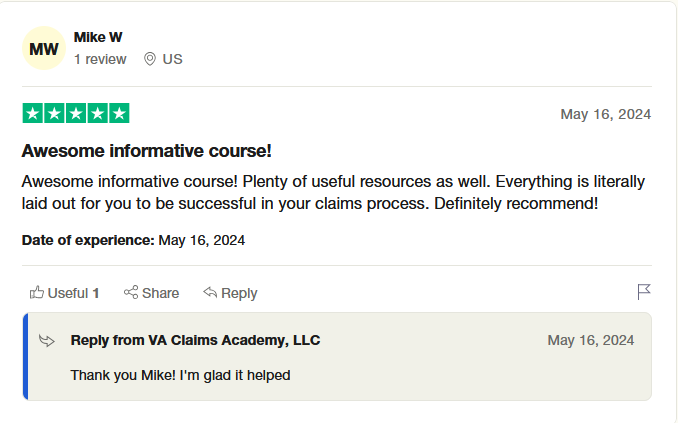 MW
Mike W
1 review
US
May 16, 2024
Awesome informative course!
Awesome informative course! Plenty of useful resources as well. Everything is literally
laid out for you to be successful in your claims process. Definitely recommend!
Date of experience: May 16, 2024
Useful 1
Share
Reply
Reply from VA Claims Academy, LLC
May 16, 2024
Thank you Mike! I'm glad it helped